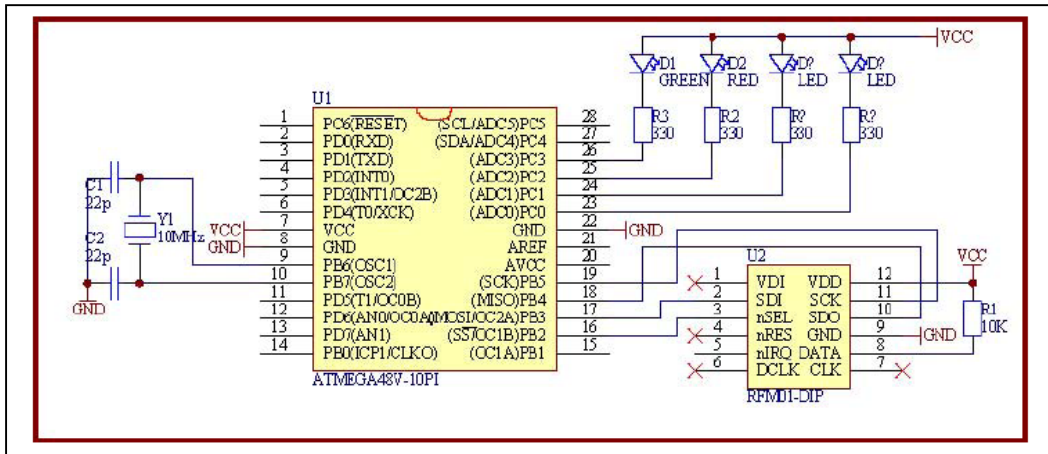 VCC
D1
GREEN
D2
RED
D?
LED
D?
LED
R3
330
R2
330
R?
330
R?
330
U1
1 PC6(RESET) (SCL/ADC5)PC5 28
2 PD0(RXD) (SDA/ADC4)PC4 27
3 PD1(TXD) (ADC3)PC3 26
4 PD2(INT0) (ADC2)PC2 25
5 PD3(INT1/OC2B) (ADC1)PC1 24
6 PD4(T0/XCK) (ADC0)PC0 23
VCC 7 VCC GND 22 GND
GND 8 GND AREF 21
9 PB6(OSC1) AVCC 20
10 PB7(OSC2) (SCK)PB5 19
11 PD5(T1/OC0B) (MISO)PB4 18
12 PD6(AN0/OC0A) (MOSI/OC2A)PB3 17
13 PD7(AN1) (SS/OC1B)PB2 16
14 PB0(ICP1/CLKO) (OC1A)PB1 15
ATMEGA48V-10PI
C1
22p
Y1
10MHz
C2
22p
GND
U2
1 VDI VDD 12
2 SDI SCK 11
3 nSEL SDO 10
4 nRES GND 9 GND
5 nIRQ DATA 8
6 DCLK CLK 7
RFM01-DIP
VCC
R1
10K